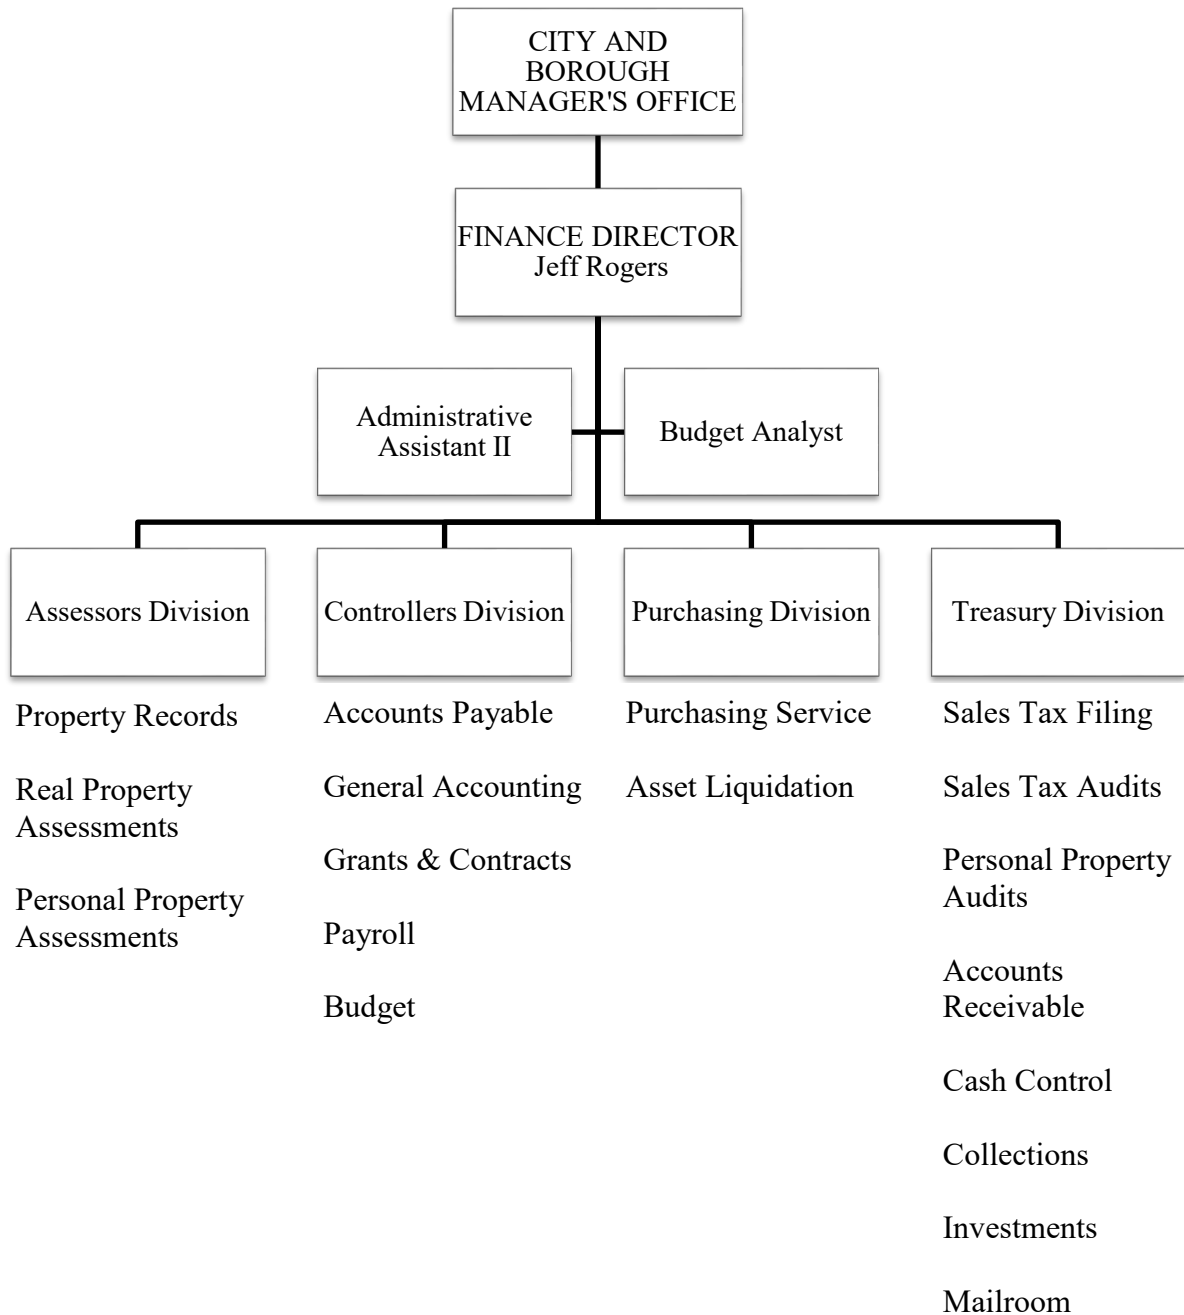 CITY AND
BOROUGH
MANAGER'S OFFICE
FINANCE DIRECTOR
Jeff Rogers
Administrative
Assistant II
Budget Analyst
Assessors Division
Controllers Division
Purchasing Division
Treasury Division
Property Records
Real Property
Assessments
Personal Property
Assessments
Accounts Payable
General Accounting
Grants & Contracts
Payroll
Budget
Purchasing Service
Asset Liquidation
Sales Tax Filing
Sales Tax Audits
Personal Property
Audits
Accounts
Receivable
Cash Control
Collections
Investments
Mailroom